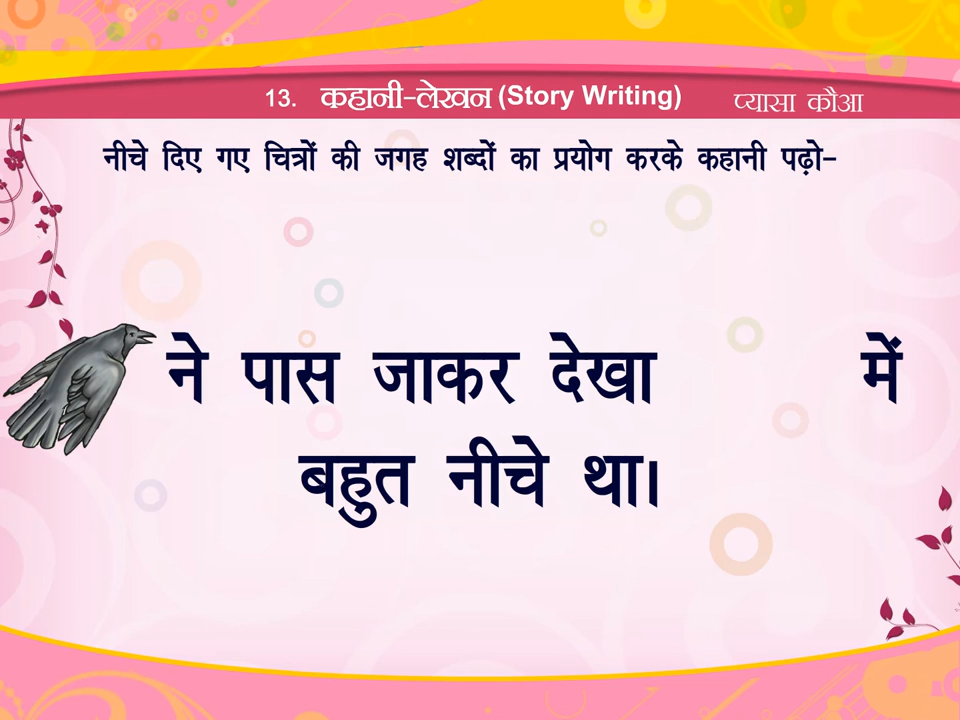 13. कहानी-लेखन (Story Writing) प्यासा कौआ
नीचे दिए गए चित्रों की जगह शब्दों का प्रयोग करके कहानी पढ़ो-
ने पास जाकर देखा में
बहुत नीचे था।